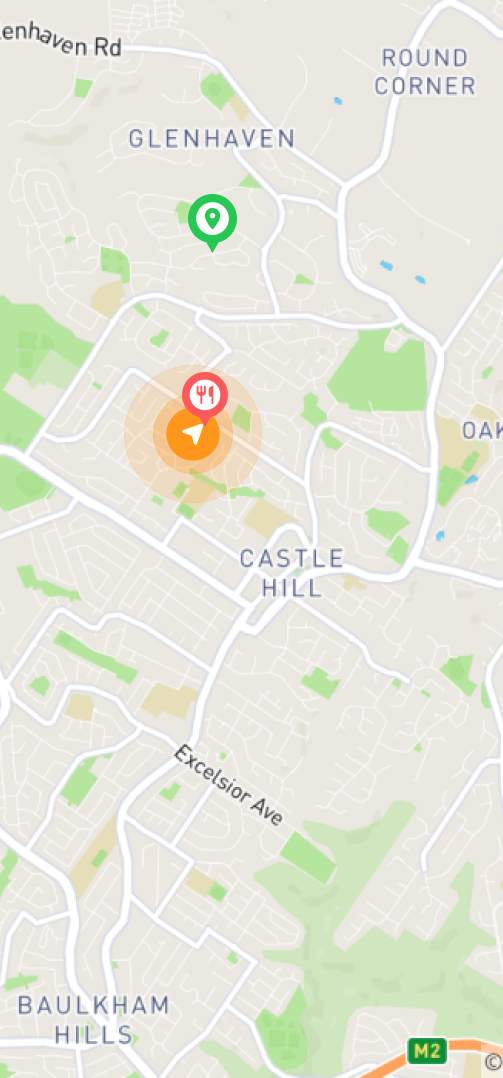 enhaven Rd
ROUND
CORNER
GLENHAVEN
OAK
CASTLE
HILL
Excelsior Ave
BAULKHAM
HILLS
M2
©